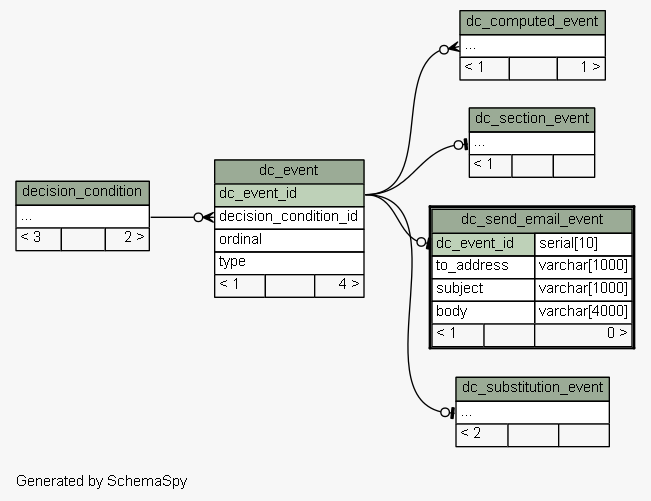 dc_computed_event
...
< 1 1 >
dc_section_event
...
< 1
dc_event
dc_event_id
decision_condition_id
ordinal
type
< 1 4 >
decision_condition
...
< 3 2 >
dc_send_email_event
dc_event_id serial[10]
to_address varchar[1000]
subject varchar[1000]
body varchar[4000]
< 1 0 >
dc_substitution_event
...
< 2
Generated by SchemaSpy